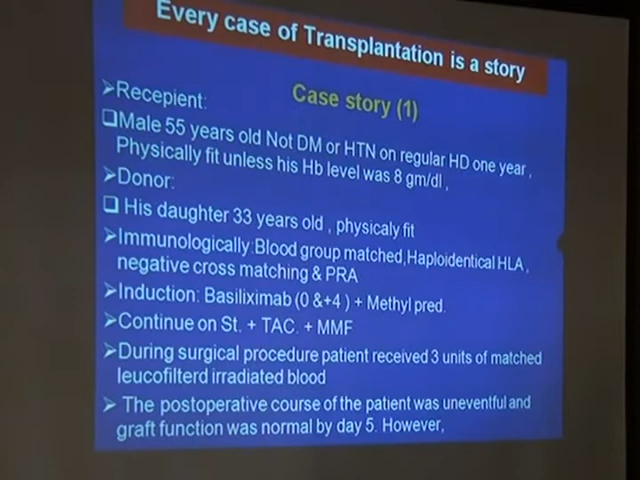 Every case of Transplantation is a story
Case story (1)
➢Recepient:
❑Male 55 years old Not DM or HTN on regular HD one year ,
Physically fit unless his Hb level was 8 gm/dl ,
➢Donor:
❑ His daughter 33 years old , physicaly fit
➢Immunologically:Blood group matched,Haploidentical HLA ,
negative cross matching & PRA
➢Induction: Basiliximab (0 &+4 ) + Methyl pred.
➢Continue on St. + TAC. + MMF
➢During surgical procedure patient received 3 units of matched
leucofilterd irradiated blood
➢ The postoperative course of the patient was uneventful and
graft function was normal by day 5. However,